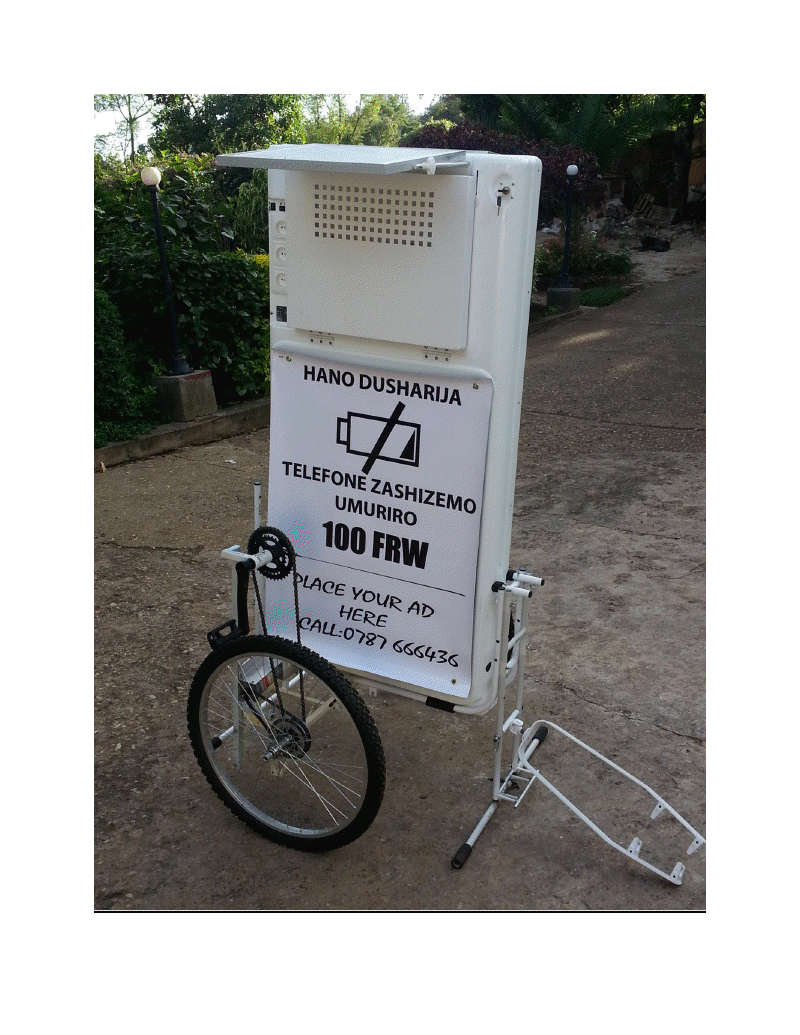 HANO DUSHARIJA
TELEFONE ZASHIZEMO
UMURIRO
100 FRW
PLACE YOUR AD
HERE
CALL:0787 666436